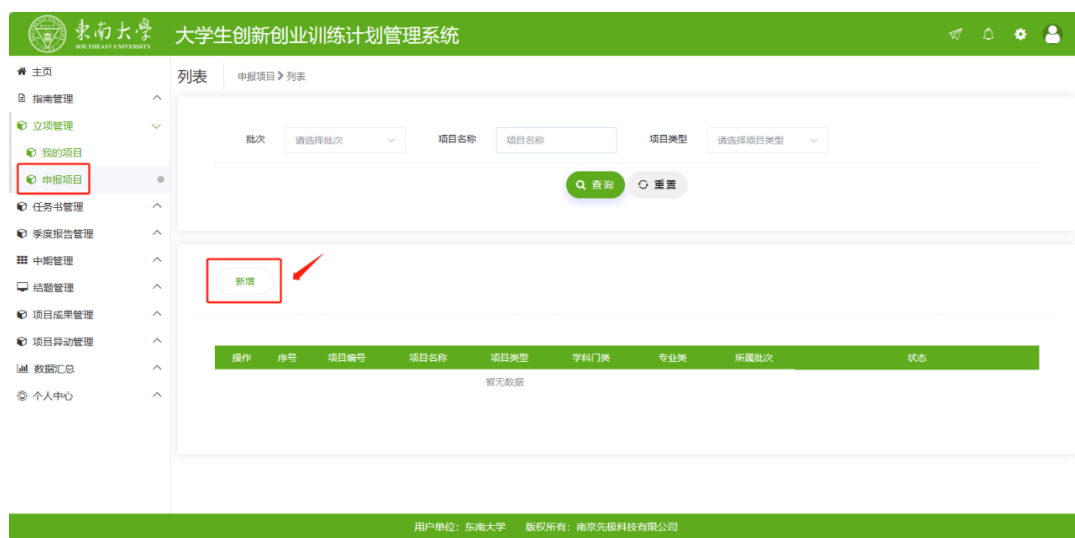 東南大學 大学生创新创业训练计划管理系统
SOUTHEAST UNIVERSITY
主页
指南管理
立项管理
我的项目
申报项目
任务书管理
季度报告管理
中期管理
结题管理
项目成果管理
项目异动管理
数据汇总
个人中心
列表 申报项目 列表
批次 请选择批次 项目名称 项目名称 项目类型 请选择项目类型
查询 重置
新增
操作 序号 项目编号 项目名称 项目类型 学科门类 专业类 所属批次 状态
暂无数据
用户单位：东南大学 版权所有：南京先极科技有限公司